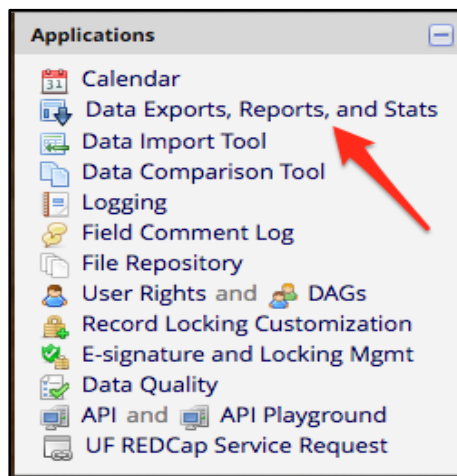 Applications
31
Calendar
Data Exports, Reports, and Stats
Data Import Tool
Data Comparison Tool
Logging
Field Comment Log
File Repository
User Rights and DAGs
Record Locking Customization
E-signature and Locking Mgmt
Data Quality
API and API Playground
UF REDCap Service Request